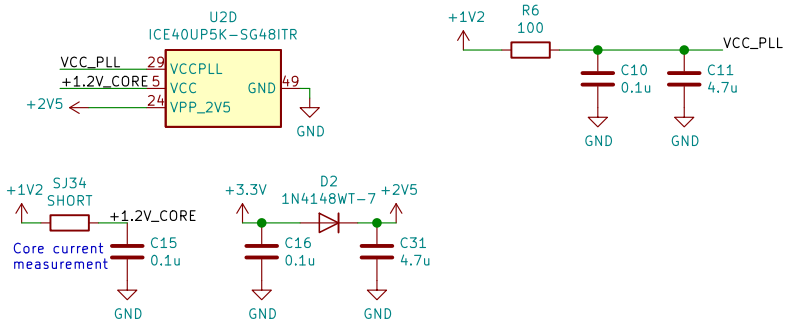 U2D
ICE40UP5K-SG48ITR
VCC_PLL 29 VCCPLL
+1.2V_CORE 5 VCC GND 49
+2V5 24 VPP_2V5
GND
+1V2 R6 VCC_PLL
100
C10 C11
0.1u 4.7u
GND GND
+1V2 SJ34 +1.2V_CORE
SHORT
Core current C15
measurement 0.1u
GND
+3.3V D2 +2V5
1N4148WT-7
C16 C31
0.1u 4.7u
GND GND